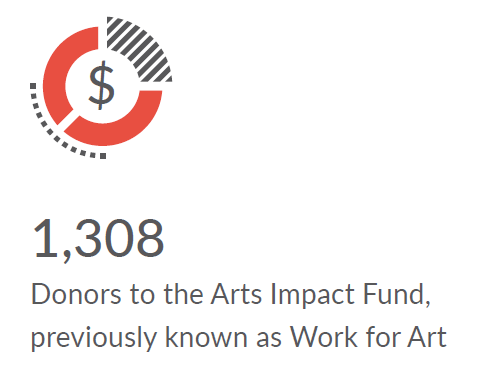 $
1,308
Donors to the Arts Impact Fund,
previously known as Work for Art